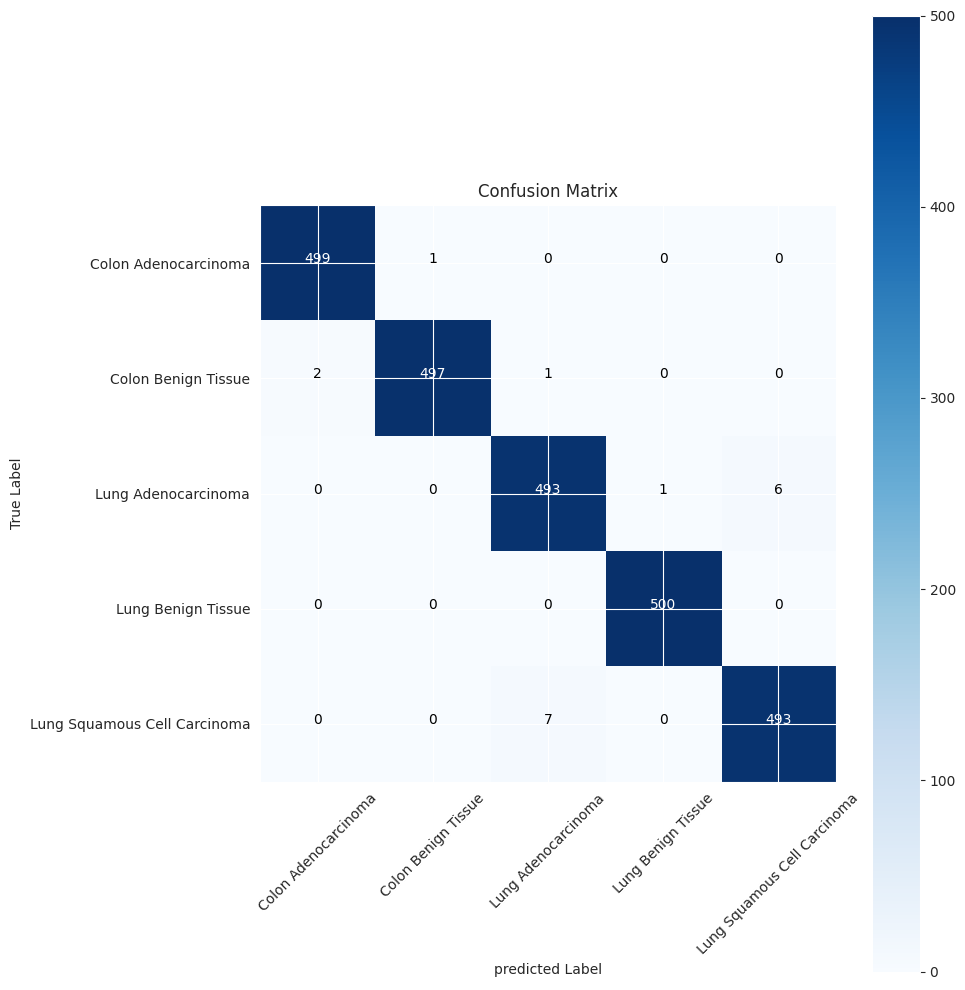 Confusion Matrix
True Label
Colon Adenocarcinoma 499 1 0 0 0
Colon Benign Tissue 2 497 1 0 0
Lung Adenocarcinoma 0 0 493 1 6
Lung Benign Tissue 0 0 0 500 0
Lung Squamous Cell Carcinoma 0 0 7 0 493
Colon Adenocarcinoma
Colon Benign Tissue
Lung Adenocarcinoma
Lung Benign Tissue
Lung Squamous Cell Carcinoma
predicted Label
500
400
300
200
100
0